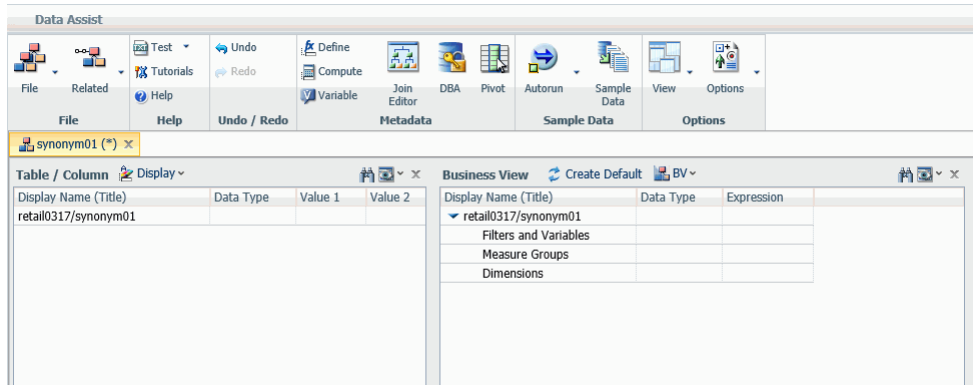 Data Assist
Test Undo Define
Tutorials Redo Compute
File Related Help Variable Join Editor DBA Pivot Autorun Sample Data View Options
File Help Undo / Redo Metadata Sample Data Options
synonym01 (*)
Table / Column Display
Display Name (Title) Data Type Value 1 Value 2
retail0317/synonym01
Business View Create Default BV
Display Name (Title) Data Type Expression
retail0317/synonym01
Filters and Variables
Measure Groups
Dimensions